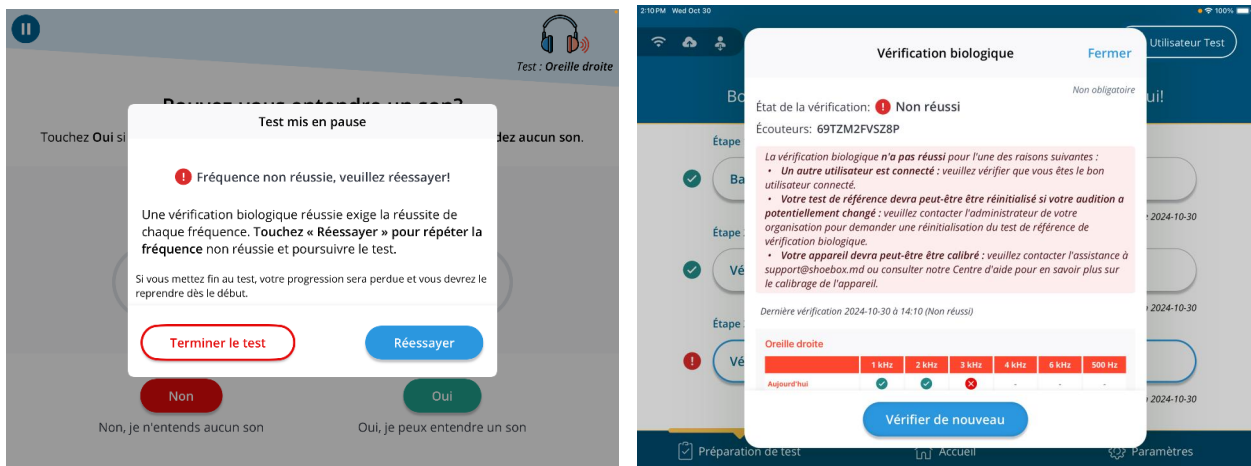 Test : Oreille droite
Pouvez-vous entendre un son?
Touchez Oui si
dez aucun son.
Test mis en pause
Fréquence non réussie, veuillez réessayer!
Une vérification biologique réussie exige la réussite de
chaque fréquence. Touchez « Réessayer » pour répéter la
fréquence non réussie et poursuivre le test.
Si vous mettez fin au test, votre progression sera perdue et vous devrez le
reprendre dès le début.
Terminer le test
Réessayer
Non
Oui
Non, je n'entends aucun son
Oui, je peux entendre un son
2:10 PM Wed Oct 30
100%
Utilisateur Test
Bo
ui!
Vérification biologique
Fermer
Non obligatoire
État de la vérification: Non réussi
Écouteurs: 69TZM2FVSZ8P
La vérification biologique n'a pas réussi pour l'une des raisons suivantes :
• Un autre utilisateur est connecté : veuillez vérifier que vous êtes le bon
utilisateur connecté.
• Votre test de référence devra peut-être être réinitialisé si votre audition a
potentiellement changé : veuillez contacter l'administrateur de votre
organisation pour demander une réinitialisation du test de référence de
vérification biologique.
• Votre appareil devra peut-être être calibré : veuillez contacter l'assistance à
support@shoebox.md ou consulter notre Centre d'aide pour en savoir plus sur
le calibrage de l'appareil.
Dernière vérification 2024-10-30 à 14:10 (Non réussi)
Oreille droite
1 kHz 2 kHz 3 kHz 4 kHz 6 kHz 500 Hz
Aujourd'hui - - -
Vérifier de nouveau
Étape
Ba
2024-10-30
Étape
Vé
2024-10-30
Étape
Vé
2024-10-30
Préparation de test
Accueil
Paramètres